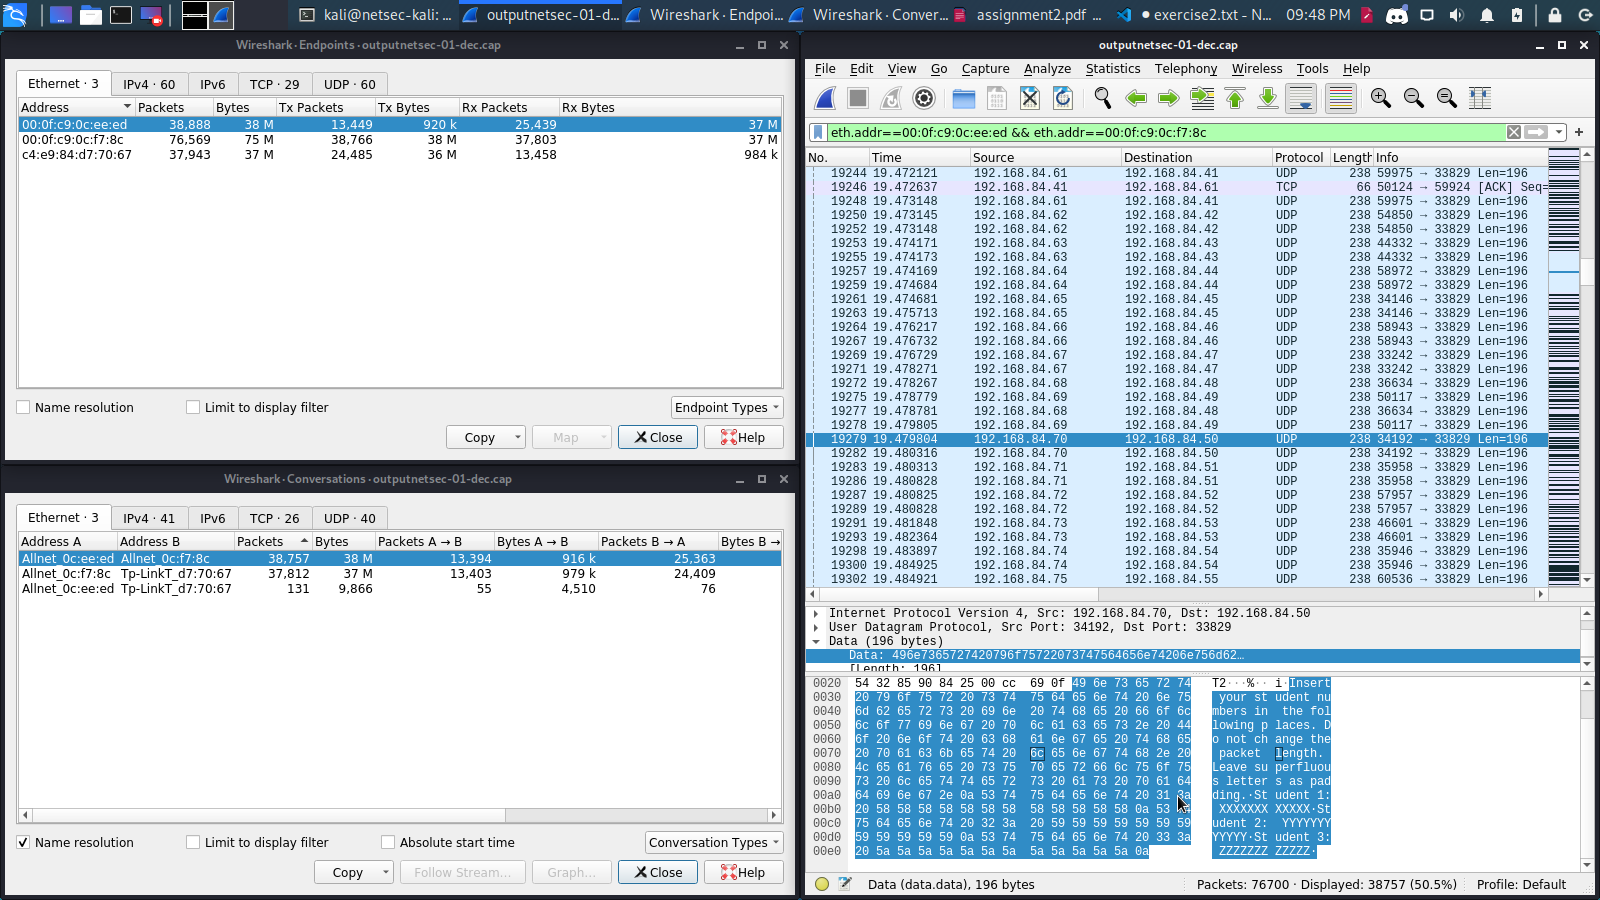 kali@netsec-kali: ...
outputnetsec-01-d...
Wireshark · Endpoi...
Wireshark · Conver...
assignment2.pdf ...
exercise2.txt - N...
09:48 PM
Wireshark · Endpoints · outputnetsec-01-dec.cap
Ethernet · 3 IPv4 · 60 IPv6 TCP · 29 UDP · 60
Address Packets Bytes Tx Packets Tx Bytes Rx Packets Rx Bytes
00:0f:c9:0c:ee:ed 38,888 38 M 13,449 920 k 25,439 37 M
00:0f:c9:0c:f7:8c 76,569 75 M 38,766 38 M 37,803 37 M
c4:e9:84:d7:70:67 37,943 37 M 24,485 36 M 13,458 984 k
Name resolution Limit to display filter Endpoint Types
Copy Map Close Help
Wireshark · Conversations · outputnetsec-01-dec.cap
Ethernet · 3 IPv4 · 41 IPv6 TCP · 26 UDP · 40
Address A Address B Packets Bytes Packets A → B Bytes A → B Packets B → A Bytes B →
Allnet_0c:ee:ed Allnet_0c:f7:8c 38,757 38 M 13,394 916 k 25,363
Allnet_0c:f7:8c Tp-LinkT_d7:70:67 37,812 37 M 13,403 979 k 24,409
Allnet_0c:ee:ed Tp-LinkT_d7:70:67 131 9,866 55 4,510 76
Name resolution Limit to display filter Absolute start time Conversation Types
Copy Follow Stream... Graph... Close Help
outputnetsec-01-dec.cap
File Edit View Go Capture Analyze Statistics Telephony Wireless Tools Help
eth.addr==00:0f:c9:0c:ee:ed && eth.addr==00:0f:c9:0c:f7:8c
No. Time Source Destination Protocol Length Info
19244 19.472121 192.168.84.61 192.168.84.41 UDP 238 59975 → 33829 Len=196
19246 19.472637 192.168.84.41 192.168.84.61 TCP 66 50124 → 59924 [ACK] Seq=
19248 19.473148 192.168.84.61 192.168.84.41 UDP 238 59975 → 33829 Len=196
19250 19.473145 192.168.84.62 192.168.84.42 UDP 238 54850 → 33829 Len=196
19252 19.473148 192.168.84.62 192.168.84.42 UDP 238 54850 → 33829 Len=196
19253 19.474171 192.168.84.63 192.168.84.43 UDP 238 44332 → 33829 Len=196
19255 19.474173 192.168.84.63 192.168.84.43 UDP 238 44332 → 33829 Len=196
19257 19.474169 192.168.84.64 192.168.84.44 UDP 238 58972 → 33829 Len=196
19259 19.474684 192.168.84.64 192.168.84.44 UDP 238 58972 → 33829 Len=196
19261 19.474681 192.168.84.65 192.168.84.45 UDP 238 34146 → 33829 Len=196
19263 19.475713 192.168.84.65 192.168.84.45 UDP 238 34146 → 33829 Len=196
19264 19.476217 192.168.84.66 192.168.84.46 UDP 238 58943 → 33829 Len=196
19267 19.476732 192.168.84.66 192.168.84.46 UDP 238 58943 → 33829 Len=196
19269 19.476729 192.168.84.67 192.168.84.47 UDP 238 33242 → 33829 Len=196
19271 19.478271 192.168.84.67 192.168.84.47 UDP 238 33242 → 33829 Len=196
19272 19.478267 192.168.84.68 192.168.84.48 UDP 238 36634 → 33829 Len=196
19275 19.478779 192.168.84.69 192.168.84.49 UDP 238 50117 → 33829 Len=196
19277 19.478781 192.168.84.68 192.168.84.48 UDP 238 36634 → 33829 Len=196
19278 19.479805 192.168.84.69 192.168.84.49 UDP 238 50117 → 33829 Len=196
19279 19.479804 192.168.84.70 192.168.84.50 UDP 238 34192 → 33829 Len=196
19282 19.480316 192.168.84.70 192.168.84.50 UDP 238 34192 → 33829 Len=196
19283 19.480313 192.168.84.71 192.168.84.51 UDP 238 35958 → 33829 Len=196
19286 19.480828 192.168.84.71 192.168.84.51 UDP 238 35958 → 33829 Len=196
19287 19.480825 192.168.84.72 192.168.84.52 UDP 238 57957 → 33829 Len=196
19289 19.480828 192.168.84.72 192.168.84.52 UDP 238 57957 → 33829 Len=196
19291 19.481848 192.168.84.73 192.168.84.53 UDP 238 46601 → 33829 Len=196
19293 19.482364 192.168.84.73 192.168.84.53 UDP 238 46601 → 33829 Len=196
19298 19.483897 192.168.84.74 192.168.84.54 UDP 238 35946 → 33829 Len=196
19300 19.484925 192.168.84.74 192.168.84.54 UDP 238 35946 → 33829 Len=196
19302 19.484921 192.168.84.75 192.168.84.55 UDP 238 60536 → 33829 Len=196
Internet Protocol Version 4, Src: 192.168.84.70, Dst: 192.168.84.50
User Datagram Protocol, Src Port: 34192, Dst Port: 33829
Data (196 bytes)
Data: 496e7365727420796f75722073747564656e74206e756d62…
[Length: 196]
0020 54 32 85 90 84 25 00 cc 69 0f 49 6e 73 65 72 74 T2···%·· i·Insert
0030 20 79 6f 75 72 20 73 74 75 64 65 6e 74 20 6e 75 your st udent nu
0040 6d 62 65 72 73 20 69 6e 20 74 68 65 20 66 6f 6c mbers in the fol
0050 6c 6f 77 69 6e 67 20 70 6c 61 63 65 73 2e 20 44 lowing p laces. D
0060 6f 20 6e 6f 74 20 63 68 61 6e 67 65 20 74 68 65 o not ch ange the
0070 20 70 61 63 6b 65 74 20 6c 65 6e 67 74 68 2e 20 packet length.
0080 4c 65 61 76 65 20 73 75 70 65 72 66 6c 75 6f 75 Leave su perfluou
0090 73 20 6c 65 74 74 65 72 73 20 61 73 20 70 61 64 s letter s as pad
00a0 64 69 6e 67 2e 0a 53 74 75 64 65 6e 74 20 31 3a ding.·St udent 1:
00b0 20 58 58 58 58 58 58 58 58 58 58 58 58 0a 53 XXXXXXX XXXXX·St
00c0 75 64 65 6e 74 20 32 3a 20 59 59 59 59 59 59 59 udent 2: YYYYYYY
00d0 59 59 59 59 59 0a 53 74 75 64 65 6e 74 20 33 3a YYYYY·St udent 3:
00e0 20 5a 5a 5a 5a 5a 5a 5a 5a 5a 5a 5a 5a 0a ZZZZZZZ ZZZZZ·
Data (data.data), 196 bytes Packets: 76700 · Displayed: 38757 (50.5%) Profile: Default